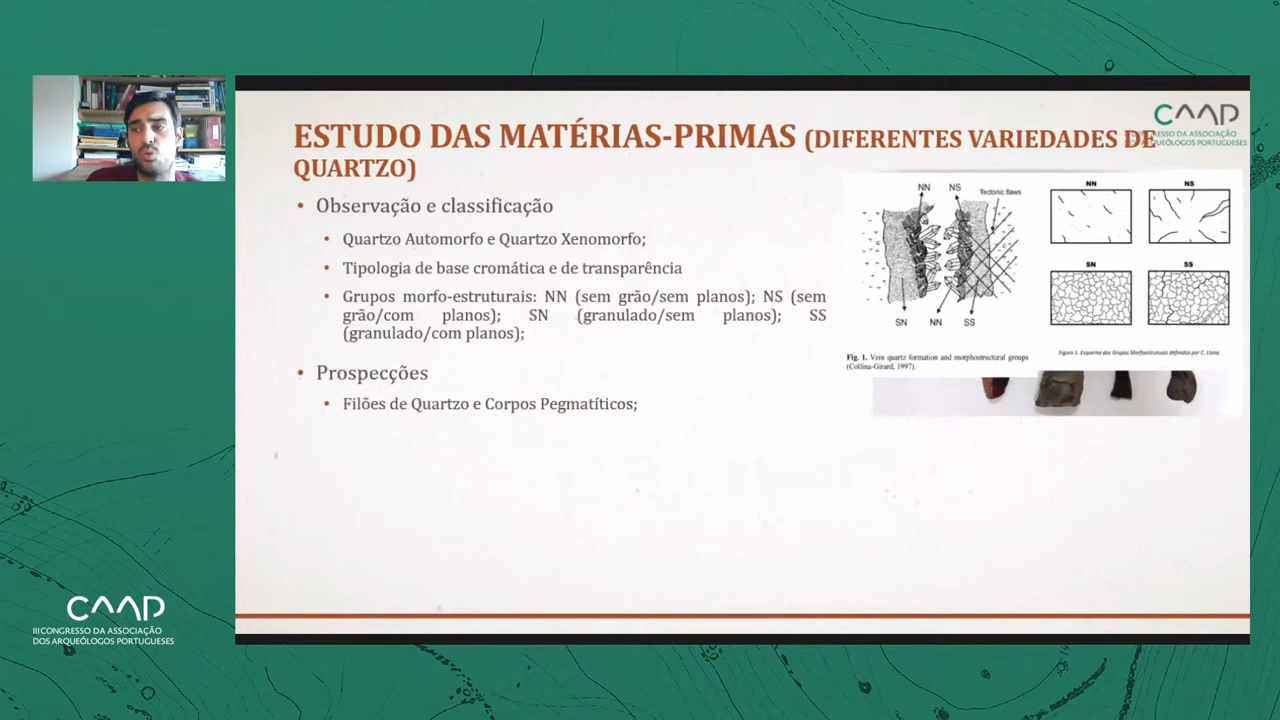 ESTUDO DAS MATÉRIAS-PRIMAS (DIFERENTES VARIEDADES DE
QUARTZO)
CAAP
CONGRESSO DA ASSOCIAÇÃO
DOS ARQUEÓLOGOS PORTUGUESES
• Observação e classificação
• Quartzo Automorfo e Quartzo Xenomorfo;
• Tipologia de base cromática e de transparência
• Grupos morfo-estruturais: NN (sem grão/sem planos); NS (sem
grão/com planos); SN (granulado/sem planos); SS
(granulado/com planos);
• Prospecções
• Filões de Quartzo e Corpos Pegmatíticos;
NN NS Tectonic flaws
SN NN SS
Fig. 1. Vein quartz formation and morphostructural groups
(Collina-Girard, 1997).
NN NS
SN SS
Figura 1. Esquema dos Grupos Morfoestrutuais definidos por C. Llana.
CAAP
III CONGRESSO DA ASSOCIAÇÃO
DOS ARQUEÓLOGOS PORTUGUESES